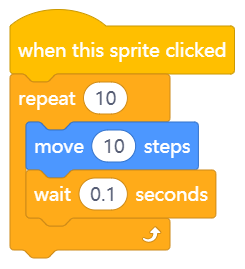 when this sprite clicked
repeat 10
move 10 steps
wait 0.1 seconds